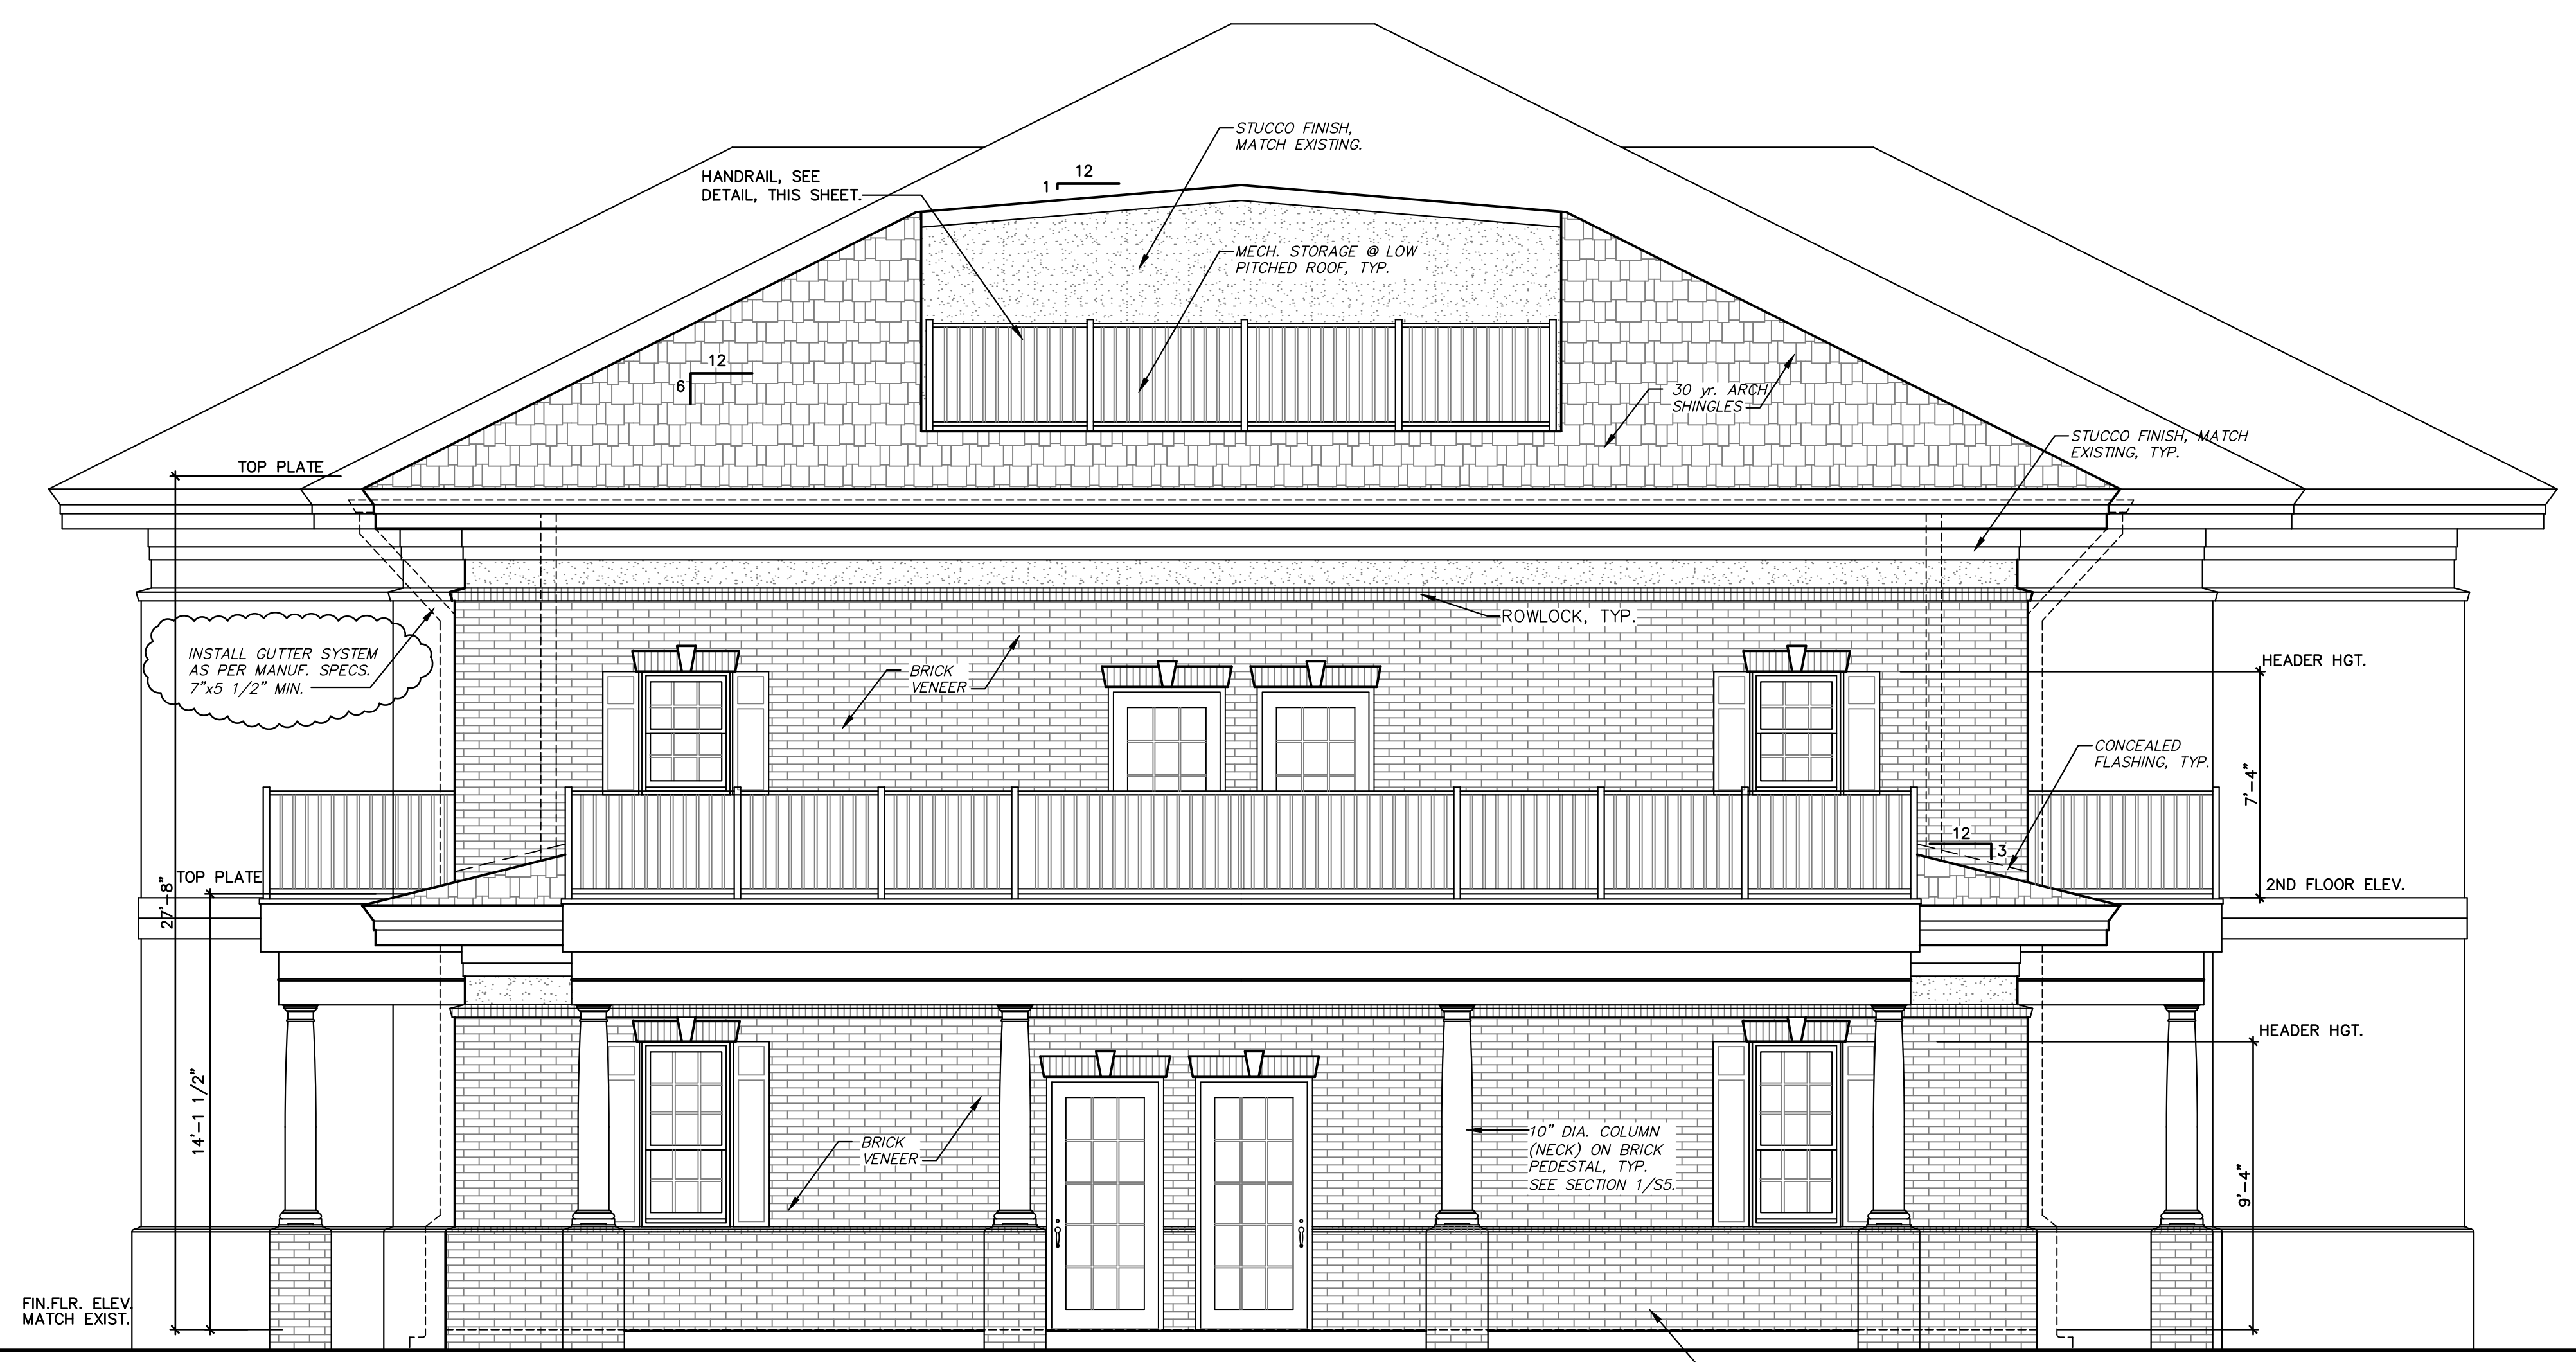 STUCCO FINISH,
MATCH EXISTING.
HANDRAIL, SEE
DETAIL, THIS SHEET.
12
1
MECH. STORAGE @ LOW
PITCHED ROOF, TYP.
12
6
30 yr. ARCH
SHINGLES
STUCCO FINISH, MATCH
EXISTING, TYP.
TOP PLATE
ROWLOCK, TYP.
INSTALL GUTTER SYSTEM
AS PER MANUF. SPECS.
7"x5 1/2" MIN.
BRICK
VENEER
HEADER HGT.
CONCEALED
FLASHING, TYP.
7'-4"
12
3
TOP PLATE
27'-8"
2ND FLOOR ELEV.
HEADER HGT.
14'-1 1/2"
BRICK
VENEER
10" DIA. COLUMN
(NECK) ON BRICK
PEDESTAL, TYP.
SEE SECTION 1/S5.
9'-4"
FIN.FLR. ELEV.
MATCH EXIST.